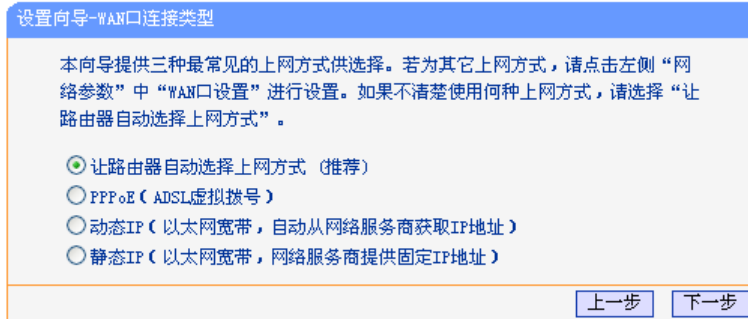 设置向导-WAN口连接类型
本向导提供三种最常见的上网方式供选择。若为其它上网方式，请点击左侧“网
络参数”中“WAN口设置”进行设置。如果不清楚使用何种上网方式，请选择“让
路由器自动选择上网方式”。
让路由器自动选择上网方式（推荐）
PPPoE（ADSL虚拟拨号）
动态IP（以太网宽带，自动从网络服务商获取IP地址）
静态IP（以太网宽带，网络服务商提供固定IP地址）
上一步 下一步